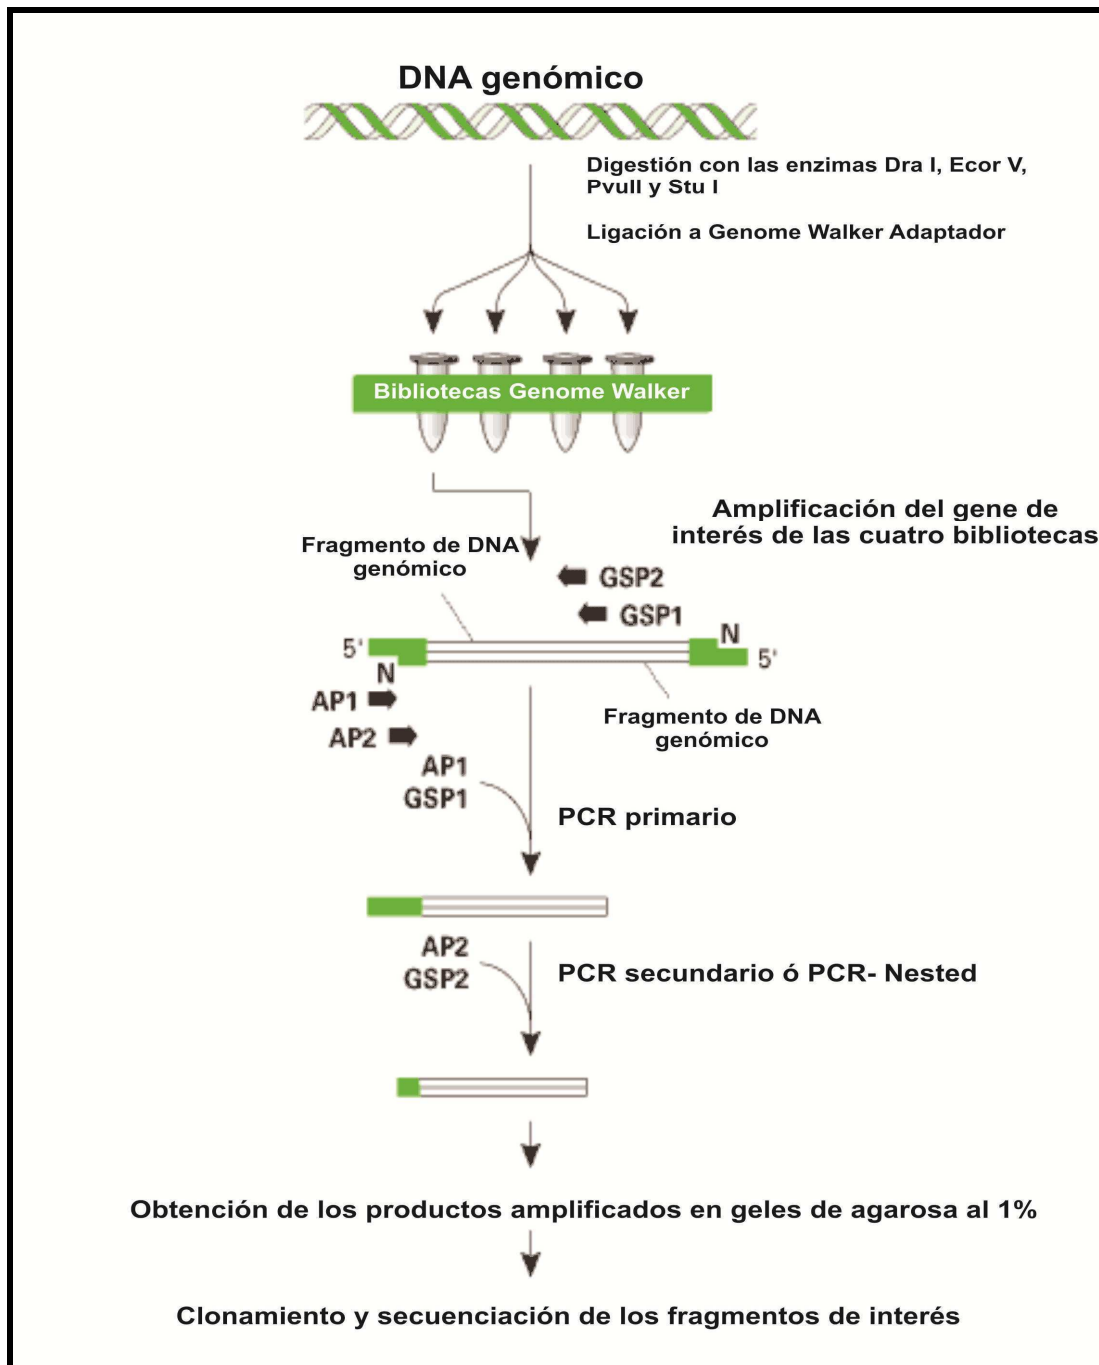 DNA genómico
Digestión con las enzimas Dra I, Ecor V,
Pvull y Stu I
Ligación a Genome Walker Adaptador
Bibliotecas Genome Walker
Amplificación del gene de
interés de las cuatro bibliotecas
Fragmento de DNA
genómico
GSP2
GSP1
N
5'
5'
N
AP1
Fragmento de DNA
genómico
AP2
AP1
GSP1
PCR primario
AP2
GSP2
PCR secundario ó PCR- Nested
Obtención de los productos amplificados en geles de agarosa al 1%
Clonamiento y secuenciación de los fragmentos de interés